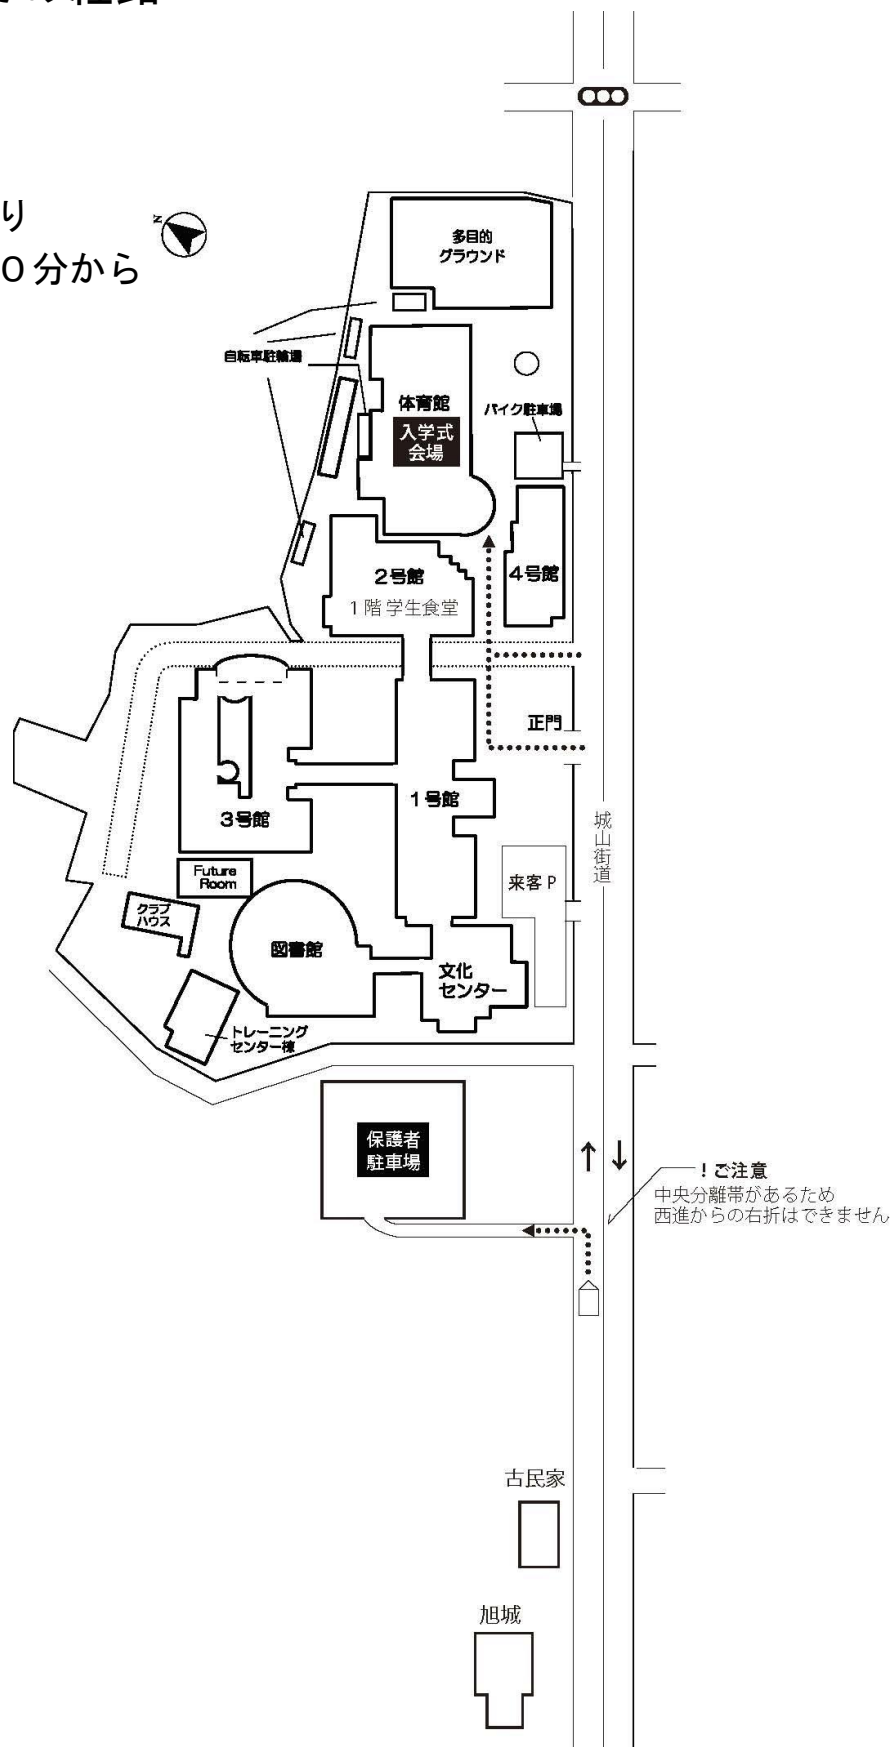 り
0分から
N
多目的
グラウンド
自転車駐輪場
体育館
入学式
会場
バイク駐車場
2号館
1階 学生食堂
4号館
正門
1号館
3号館
城山街道
Future
Room
来客 P
クラブ
ハウス
図書館
文化
センター
トレーニング
センター棟
保護者
駐車場
!ご注意
中央分離帯があるため
西進からの右折はできません
古民家
旭城